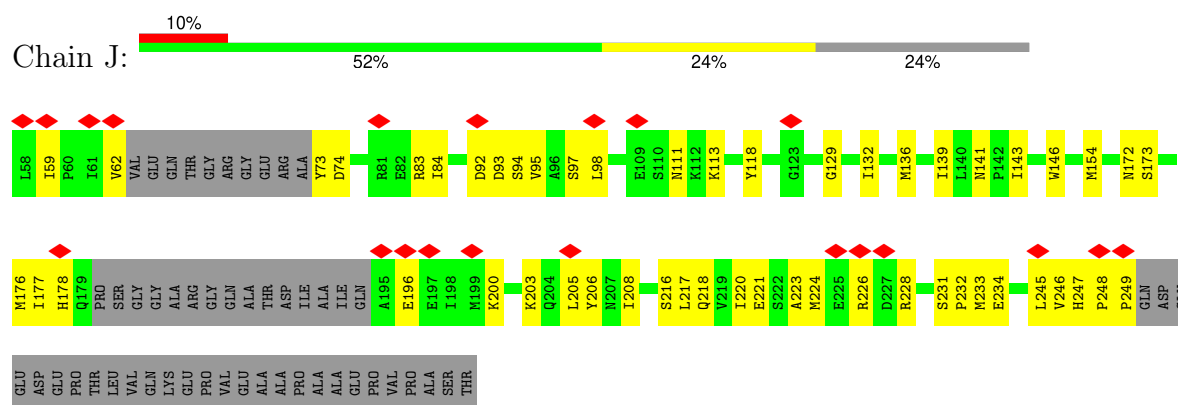 10%
Chain J:
52% 24% 24%
L58 I59 P60 I61 V62 VAL GLU GLN THR GLY ARG GLY GLU ARG ALA Y73 D74 R81 E82 R83 I84 D92 D93 S94 V95 A96 S97 L98 E109 S110 N111 K112 K113 Y118 G123 G129 I132 M136 I139 L140 N141 P142 I143 W146 M154 N172 S173
M176 I177 H178 Q179 PRO SER GLY GLY ALA ARG GLY GLN ALA THR ASP ILE ALA ILE GLN A195 E196 E197 I198 M199 K200 K203 Q204 L205 Y206 N207 I208 S216 L217 Q218 V219 I220 E221 S222 A223 M224 E225 R226 D227 R228 S231 P232 M233 E234 L245 V246 H247 P248 P249 GLN ASP
GLU ASP GLU PRO THR LEU VAL GLN LYS GLU PRO VAL GLU ALA ALA PRO ALA ALA GLU PRO VAL PRO ALA SER THR